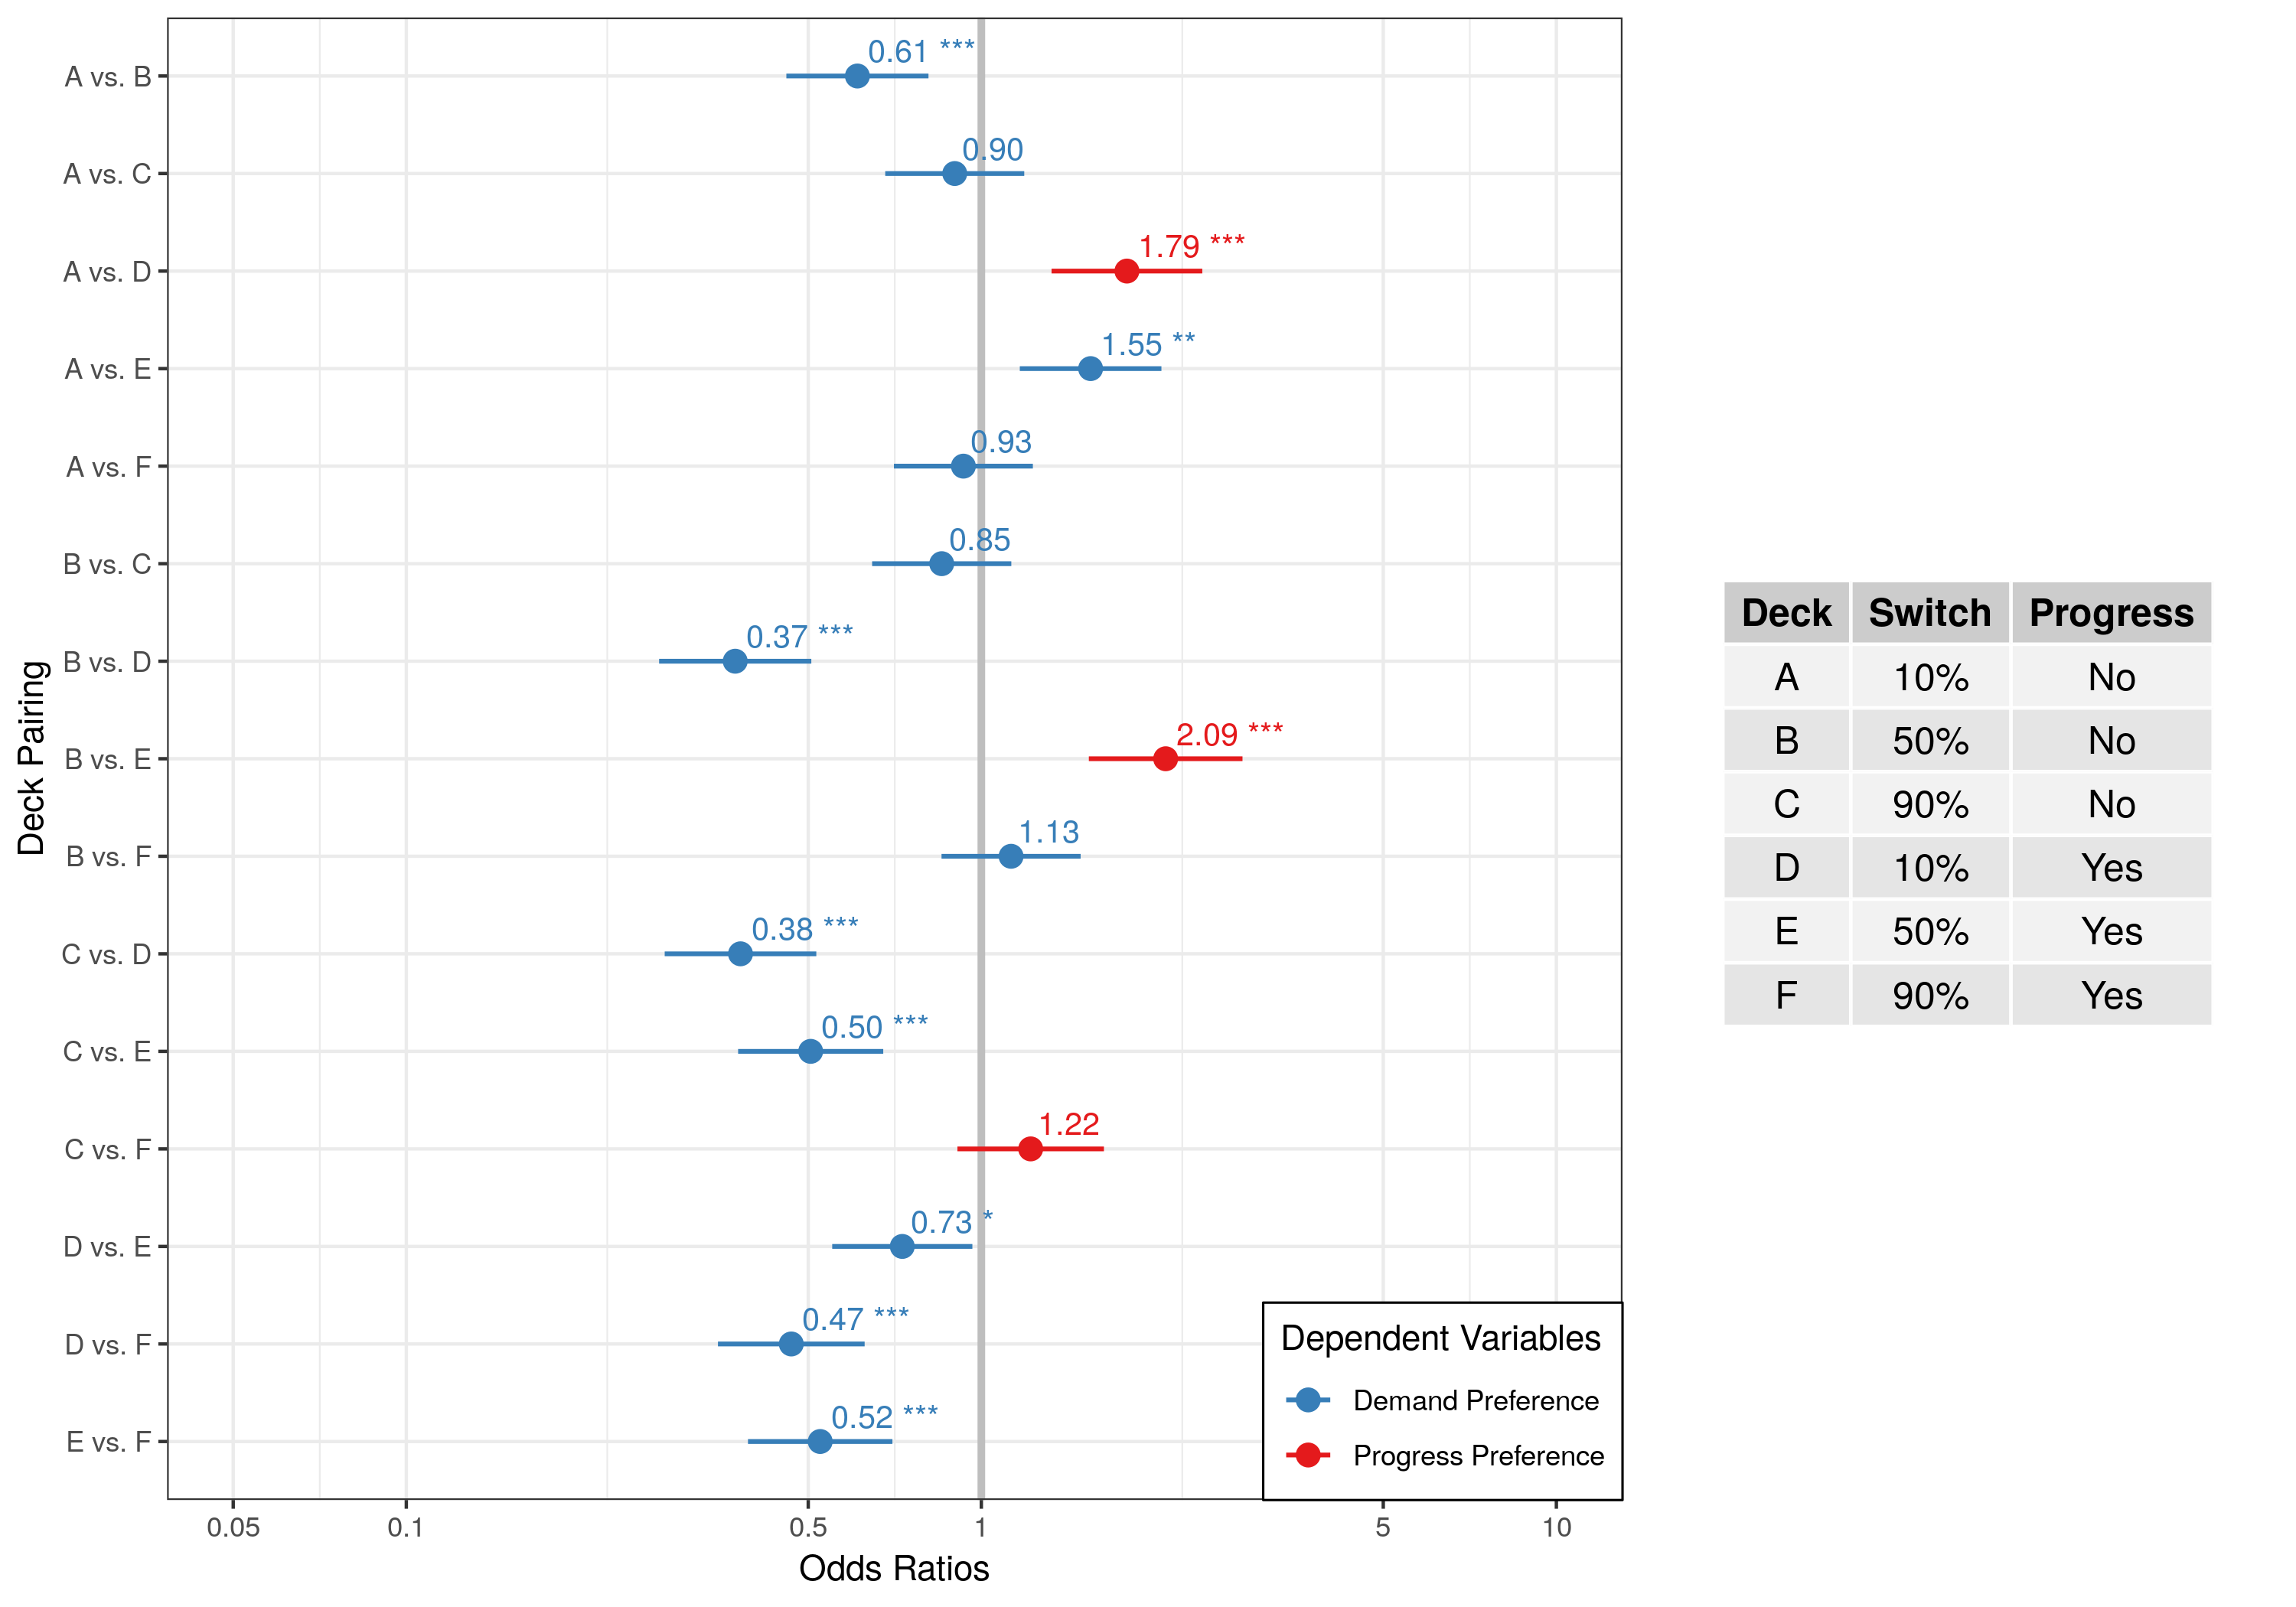 A vs. B
0.61 ***
A vs. C
0.90
A vs. D
1.79 ***
A vs. E
1.55 **
A vs. F
0.93
B vs. C
0.85
B vs. D
0.37 ***
B vs. E
2.09 ***
B vs. F
1.13
C vs. D
0.38 ***
C vs. E
0.50 ***
C vs. F
1.22
D vs. E
0.73 *
D vs. F
0.47 ***
E vs. F
0.52 ***
Deck Pairing
0.05 0.1 0.5 1 5 10
Odds Ratios
Dependent Variables
Demand Preference
Progress Preference
Deck Switch Progress
A 10% No
B 50% No
C 90% No
D 10% Yes
E 50% Yes
F 90% Yes